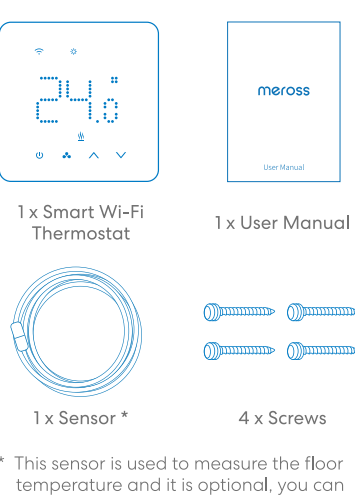 24.0
meross
User Manual
1 x Smart Wi-Fi
Thermostat
1 x User Manual
1 x Sensor *
4 x Screws
* This sensor is used to measure the floor
temperature and it is optional, you can